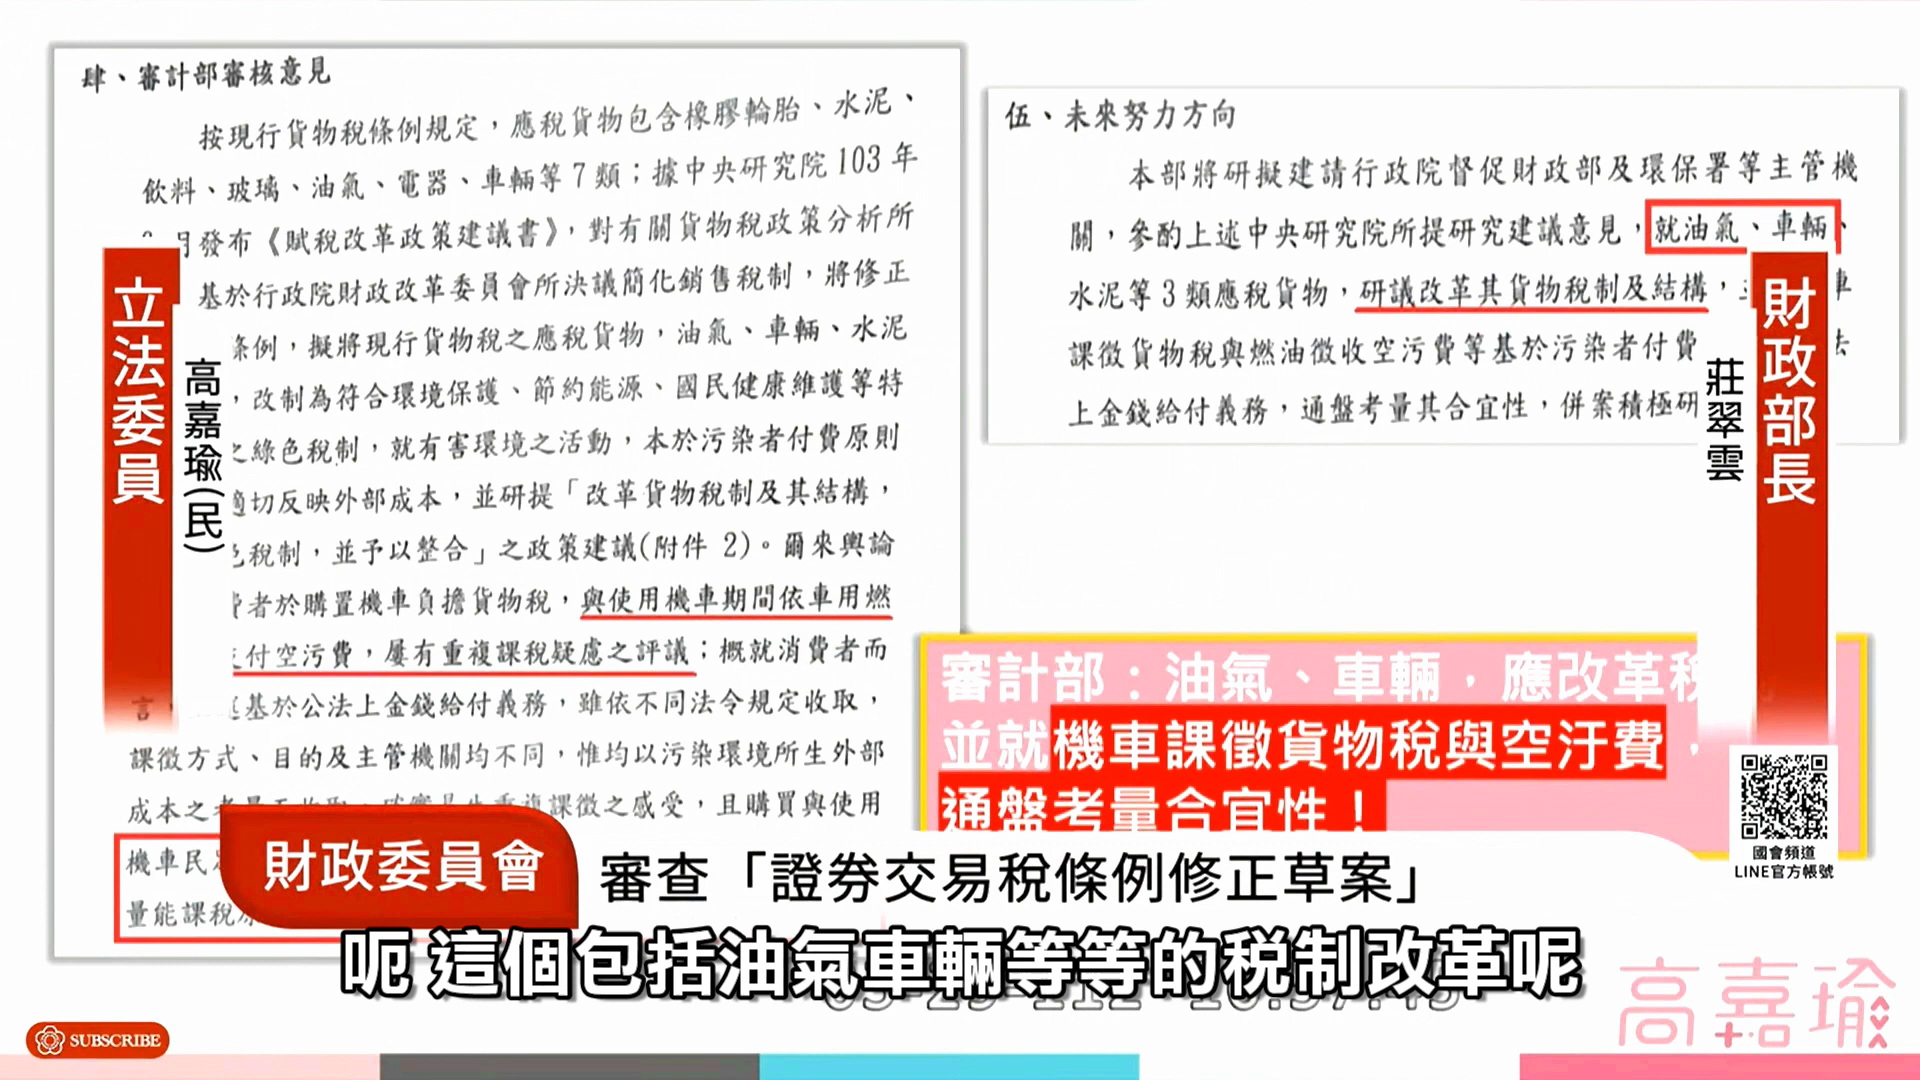 肆、審計部審核意見
按現行貨物稅條例規定，應稅貨物包含橡膠輪胎、水泥、
飲料、玻璃、油氣、電器、車輛等7類；據中央研究院103年
月發布《賦稅改革政策建議書》，對有關貨物稅政策分析所
基於行政院財政改革委員會所決議簡化銷售稅制，將修正
條例，擬將現行貨物稅之應稅貨物，油氣、車輛、水泥
，改制為符合環境保護、節約能源、國民健康維護等特
之綠色稅制，就有害環境之活動，本於污染者付費原則
適切反映外部成本，並研提「改革貨物稅制及其結構，
色稅制，並予以整合」之政策建議(附件 2)。爾來輿論
費者於購置機車負擔貨物稅，與使用機車期間依車用燃
支付空污費，屢有重複課稅疑慮之評議；概就消費者而
言，基於公法上金錢給付義務，雖依不同法令規定收取，
課徵方式、目的及主管機關均不同，惟均以污染環境所生外部
成本之考量而收取，確實易生重複課徵之感受，且購買與使用
機車民眾
量能課稅原
伍、未來努力方向
本部將研擬建請行政院督促財政部及環保署等主管機
關，參酌上述中央研究院所提研究建議意見，就油氣、車輛、
水泥等3類應稅貨物，研議改革其貨物稅制及結構，車
課徵貨物稅與燃油徵收空污費等基於污染者付費法
上金錢給付義務，通盤考量其合宜性，併案積極研
審計部：油氣、車輛，應改革稅
並就機車課徵貨物稅與空汙費，
通盤考量合宜性！
立法委員
高嘉瑜(民)
財政部長
莊翠雲
國會頻道
LINE官方帳號
財政委員會
審查「證券交易稅條例修正草案」
呃 這個包括油氣車輛等等的稅制改革呢
SUBSCRIBE
高嘉瑜